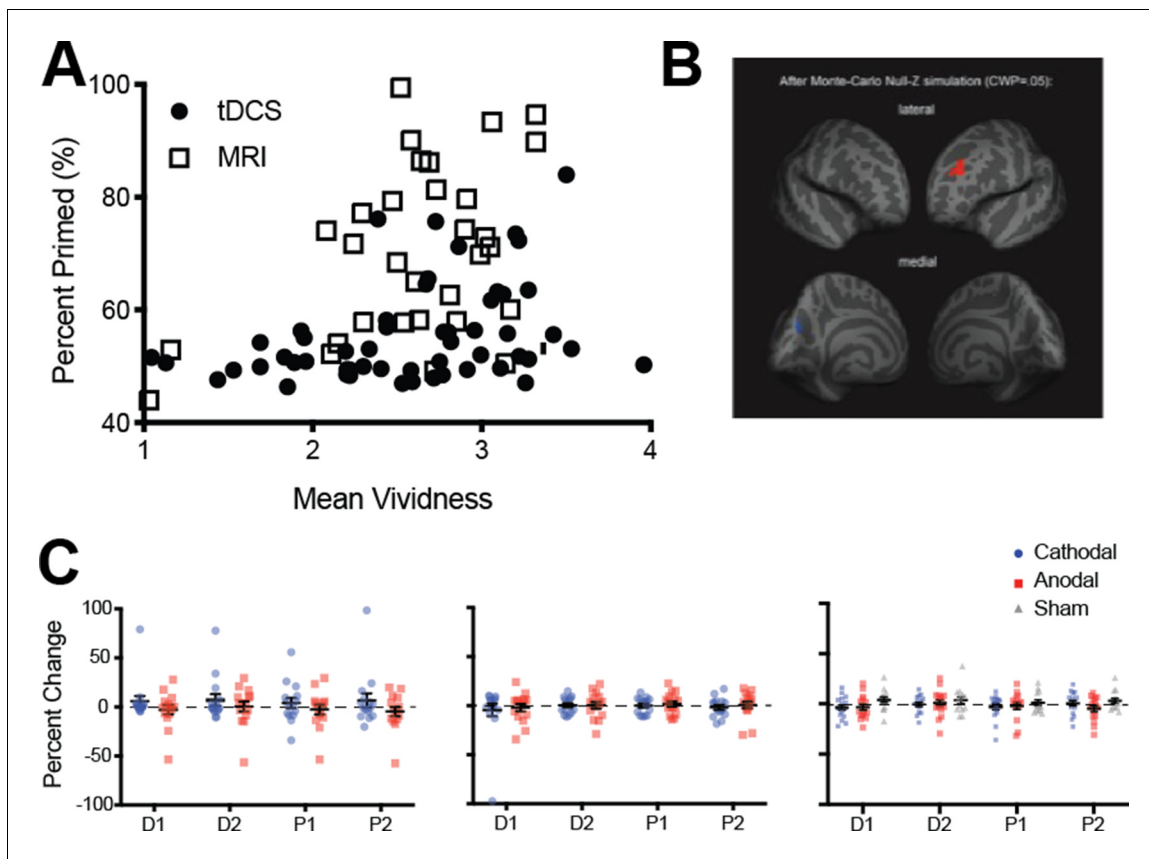 A
100
80
60
40
Percent Primed (%)
tDCS
MRI
1 2 3 4
Mean Vividness
B
After Monte-Carlo Null-Z simulation (CWP=.05):
lateral
medial
C
Cathodal
Anodal
Sham
Percent Change
100
50
0
-50
-100
D1 D2 P1 P2
D1 D2 P1 P2
D1 D2 P1 P2